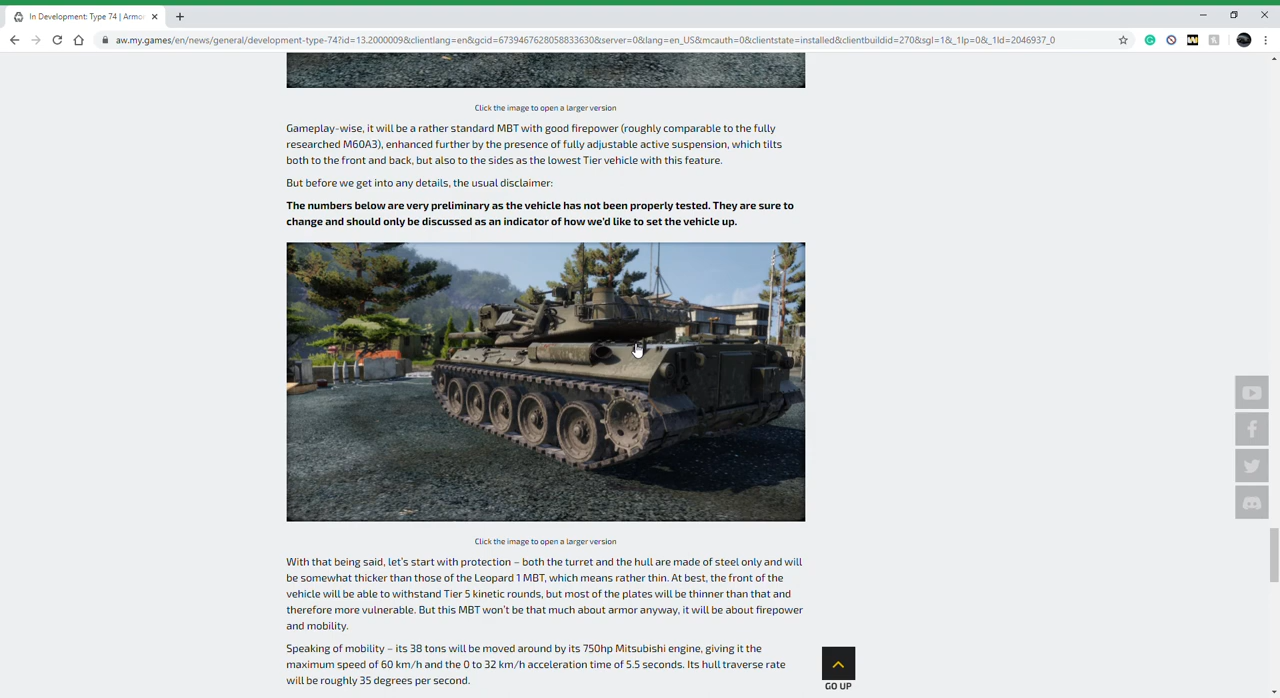 In Development: Type 74 | Armo
aw.my.games/en/news/general/development-type-74?id=13.2000009&clientlang=en&gcid=6739467628058833630&server=0&lang=en_US&mcauth=0&clientstate=installed&clientbuildid=270&sgl=1&_1lp=0&_1ld=2046937_0
Click the image to open a larger version
Gameplay-wise, it will be a rather standard MBT with good firepower (roughly comparable to the fully
researched M60A3), enhanced further by the presence of fully adjustable active suspension, which tilts
both to the front and back, but also to the sides as the lowest Tier vehicle with this feature.
But before we get into any details, the usual disclaimer:
The numbers below are very preliminary as the vehicle has not been properly tested. They are sure to
change and should only be discussed as an indicator of how we'd like to set the vehicle up.
Click the image to open a larger version
With that being said, let's start with protection – both the turret and the hull are made of steel only and will
be somewhat thicker than those of the Leopard 1 MBT, which means rather thin. At best, the front of the
vehicle will be able to withstand Tier 5 kinetic rounds, but most of the plates will be thinner than that and
therefore more vulnerable. But this MBT won't be that much about armor anyway, it will be about firepower
and mobility.
Speaking of mobility – its 38 tons will be moved around by its 750hp Mitsubishi engine, giving it the
maximum speed of 60 km/h and the 0 to 32 km/h acceleration time of 5.5 seconds. Its hull traverse rate
will be roughly 35 degrees per second.
GO UP